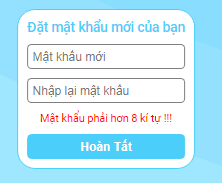 Đặt mật khẩu mới của bạn
Mật khẩu mới
Nhập lại mật khẩu
Mật khẩu phải hơn 8 kí tự !!!
Hoàn Tất